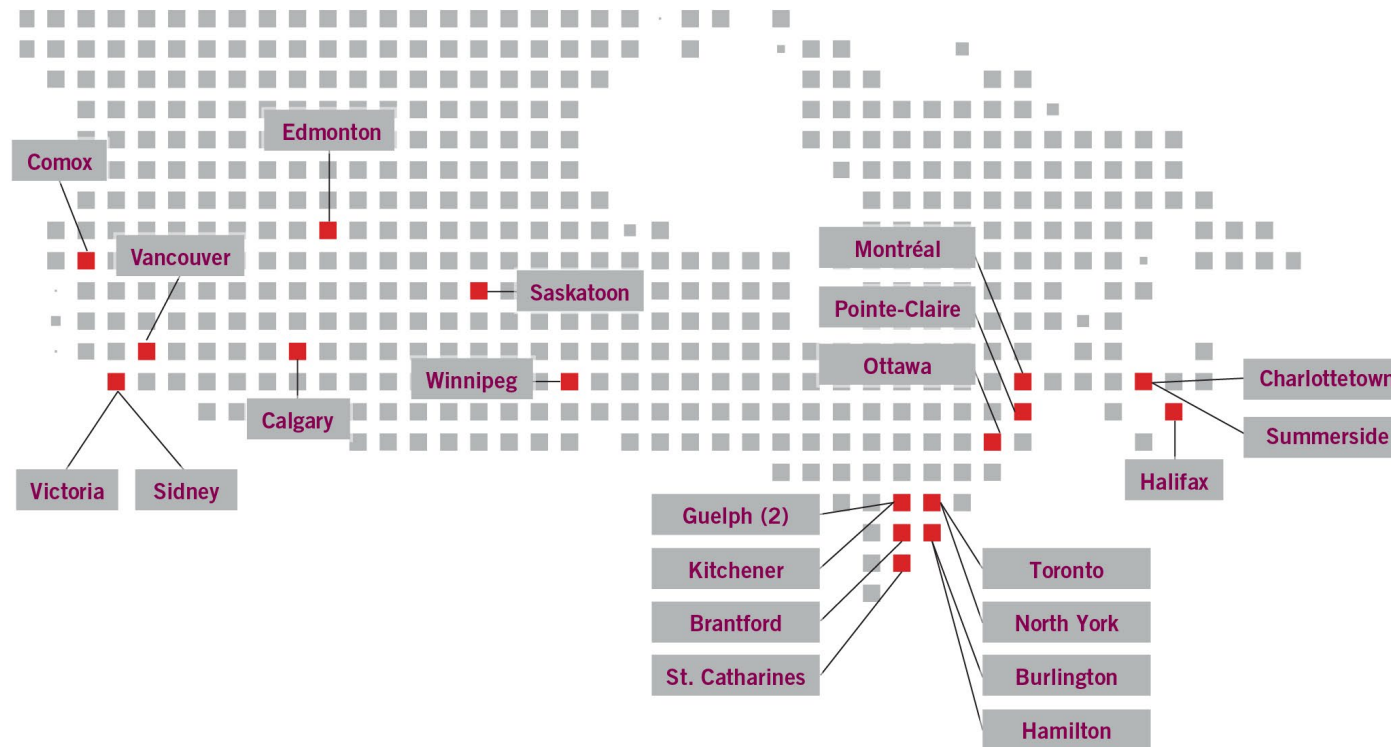 Edmonton
Comox
Vancouver
Montréal
Saskatoon
Pointe-Claire
Ottawa
Winnipeg
Charlottetown
Calgary
Summerside
Victoria
Sidney
Halifax
Guelph (2)
Kitchener
Toronto
Brantford
North York
St. Catharines
Burlington
Hamilton